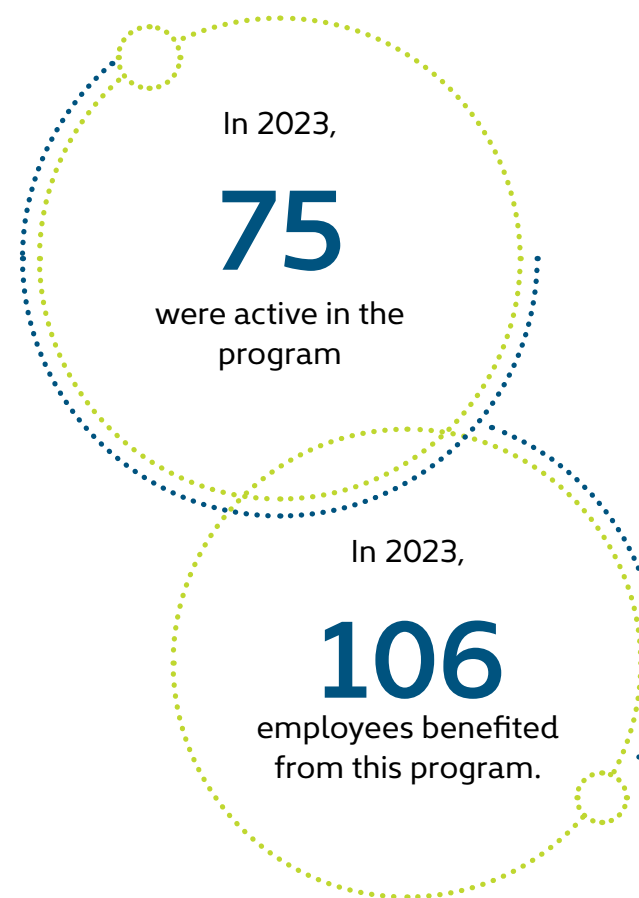 In 2023,
75
were active in the
program
In 2023,
106
employees benefited
from this program.